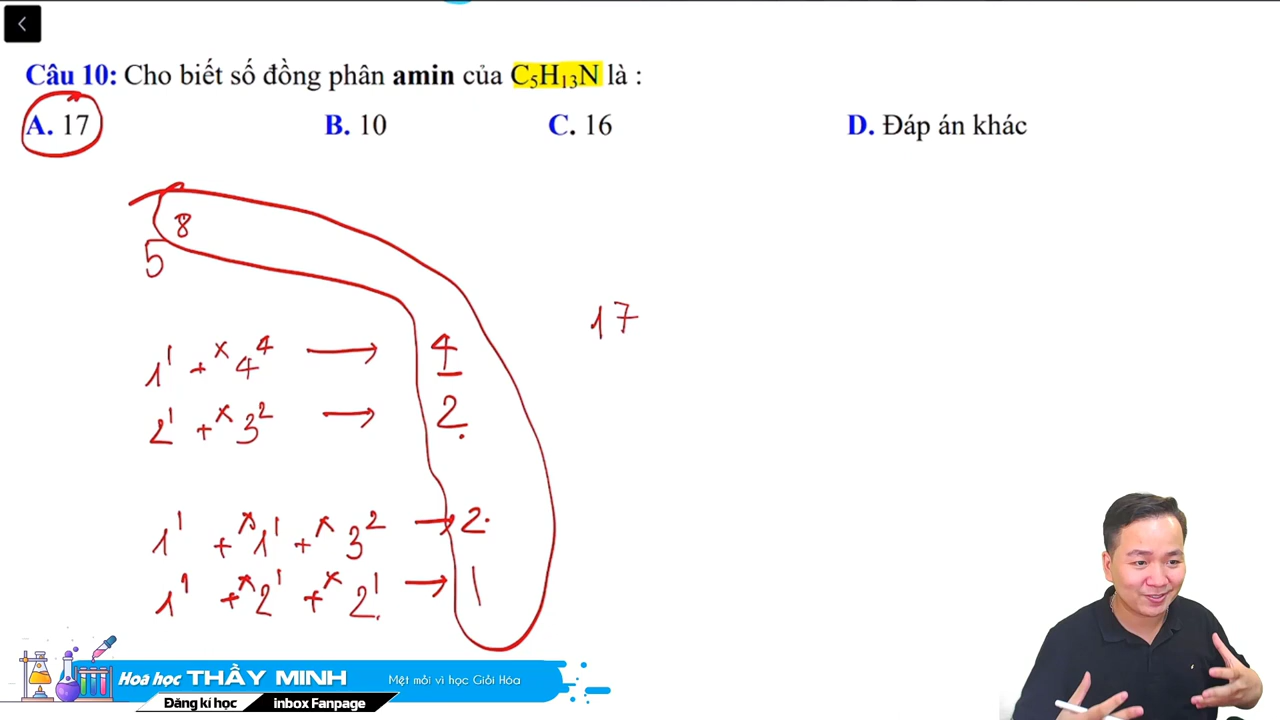 Câu 10: Cho biết số đồng phân amin của C₅H₁₃N là :
A. 17 B. 10 C. 16 D. Đáp án khác
8
5
17
1¹ + x 4⁴ → 4
2¹ + x 3² → 2
1¹ + x 1¹ + x 3² → 2
1¹ + x 2¹ + x 2¹ → 1
Hoá học THẦY MINH
Mệt mỏi vì học Giỏi Hóa
Đăng kí học inbox Fanpage